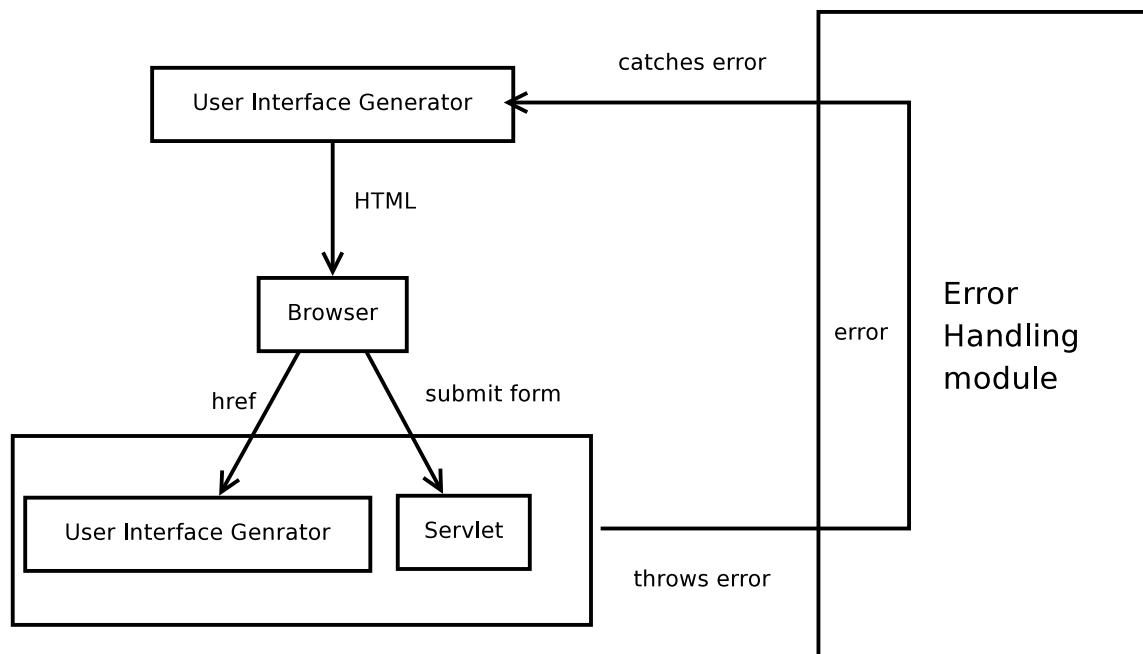 catches error
User Interface Generator
HTML
Browser
Error
Handling
module
error
href
submit form
User Interface Genrator
Servlet
throws error